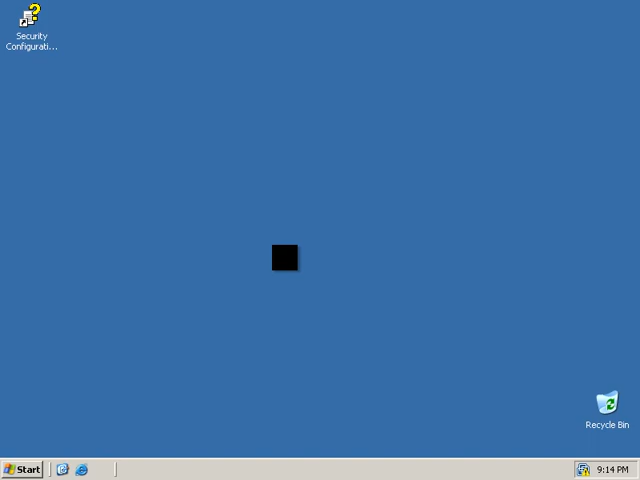 Security
Configurati...
Recycle Bin
Start
9:14 PM